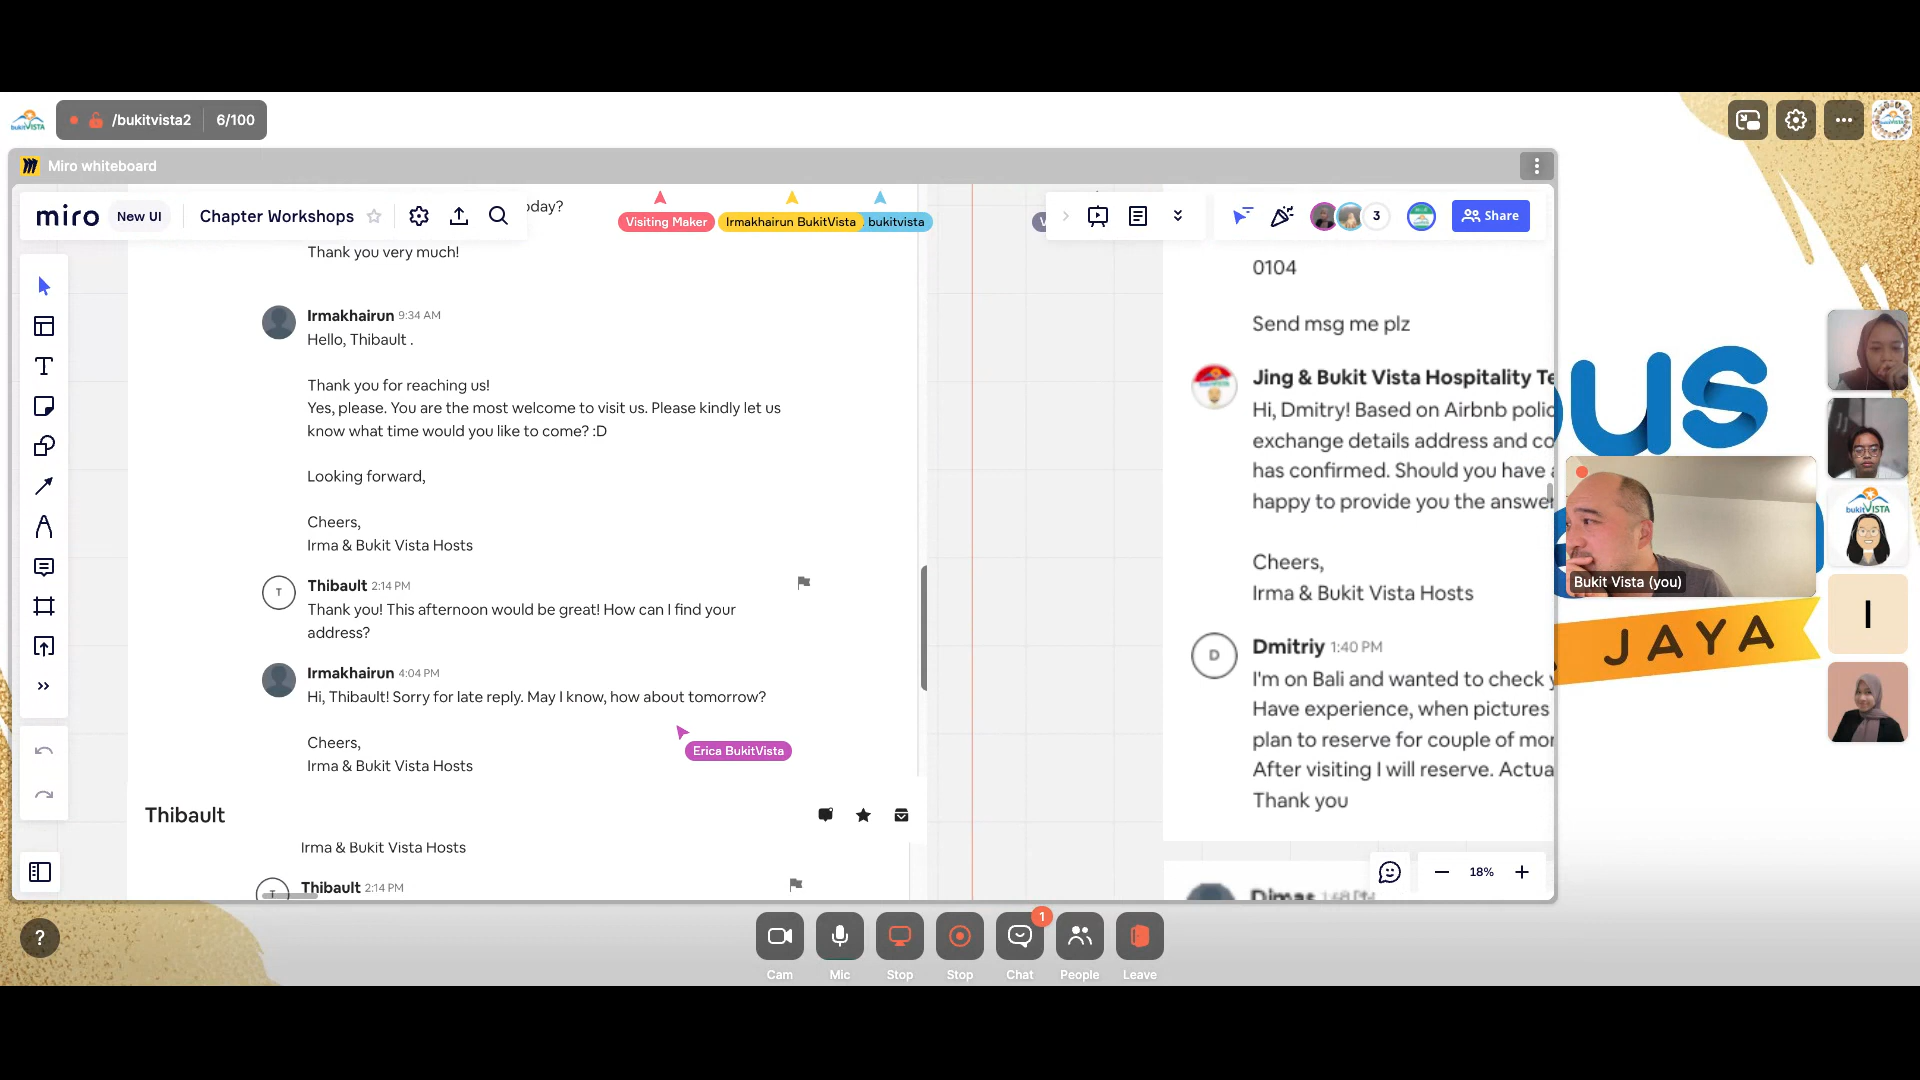 /bukitvista2 6/100
Miro whiteboard
miro New UI Chapter Workshops
oday?
Visiting Maker
Irmakhairun BukitVista
bukitvista
3
Share
Thank you very much!
Irmakhairun 9:34 AM
Hello, Thibault .
Thank you for reaching us!
Yes, please. You are the most welcome to visit us. Please kindly let us
know what time would you like to come? :D
Looking forward,
Cheers,
Irma & Bukit Vista Hosts
T
Thibault 2:14 PM
Thank you! This afternoon would be great! How can I find your
address?
Irmakhairun 4:04 PM
Hi, Thibault! Sorry for late reply. May I know, how about tomorrow?
Erica BukitVista
Cheers,
Irma & Bukit Vista Hosts
Thibault
Irma & Bukit Vista Hosts
Thibault 2:14 PM
0104
Send msg me plz
Jing & Bukit Vista Hospitality Te
Hi, Dmitry! Based on Airbnb polic
exchange details address and co
has confirmed. Should you have a
happy to provide you the answer
Cheers,
Irma & Bukit Vista Hosts
D
Dmitriy 1:40 PM
I'm on Bali and wanted to check y
Have experience, when pictures
plan to reserve for couple of mor
After visiting I will reserve. Actua
Thank you
Dimas 1:48 PM
18%
us
JAYA
Bukit Vista (you)
bukitVISTA
I
?
1
Cam Mic Stop Stop Chat People Leave